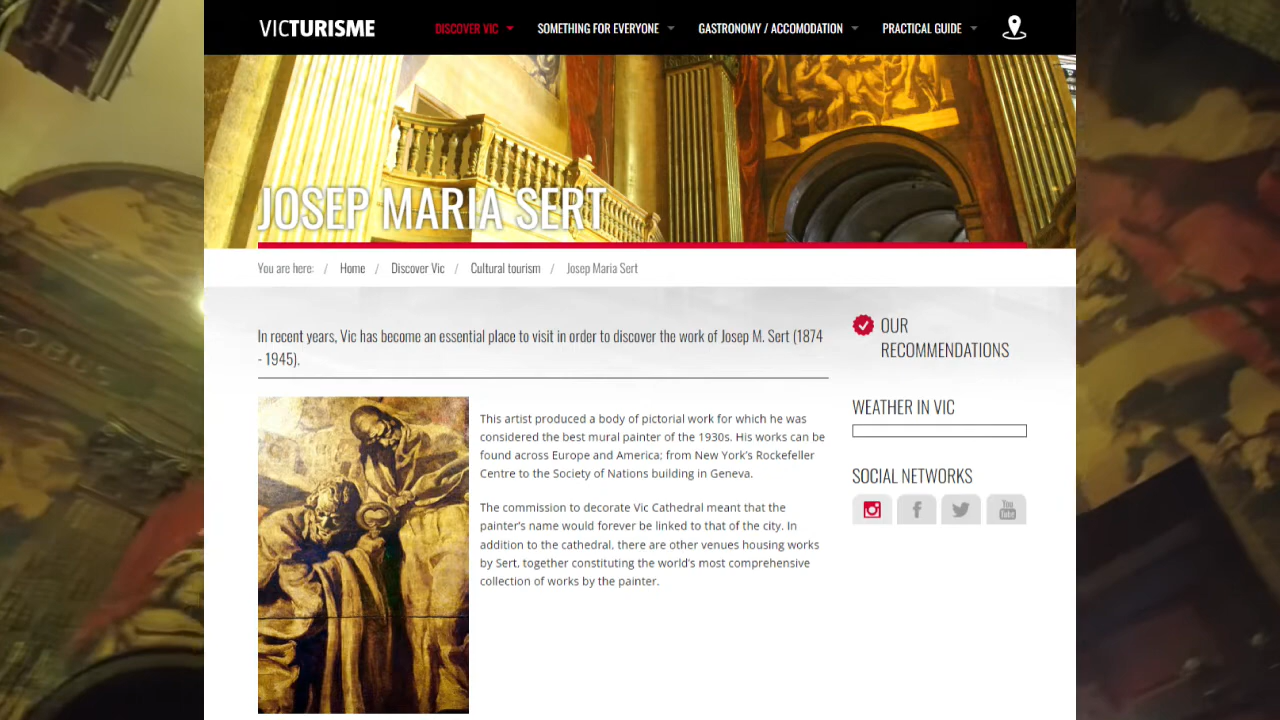 VICTURISME
DISCOVER VIC
SOMETHING FOR EVERYONE
GASTRONOMY / ACCOMODATION
PRACTICAL GUIDE
JOSEP MARIA SERT
You are here: / Home / Discover Vic / Cultural tourism / Josep Maria Sert
In recent years, Vic has become an essential place to visit in order to discover the work of Josep M. Sert (1874
- 1945).
This artist produced a body of pictorial work for which he was
considered the best mural painter of the 1930s. His works can be
found across Europe and America: from New York's Rockefeller
Centre to the Society of Nations building in Geneva.
The commission to decorate Vic Cathedral meant that the
painter's name would forever be linked to that of the city. In
addition to the cathedral, there are other venues housing works
by Sert, together constituting the world's most comprehensive
collection of works by the painter.
OUR
RECOMMENDATIONS
WEATHER IN VIC
SOCIAL NETWORKS
You
Tube